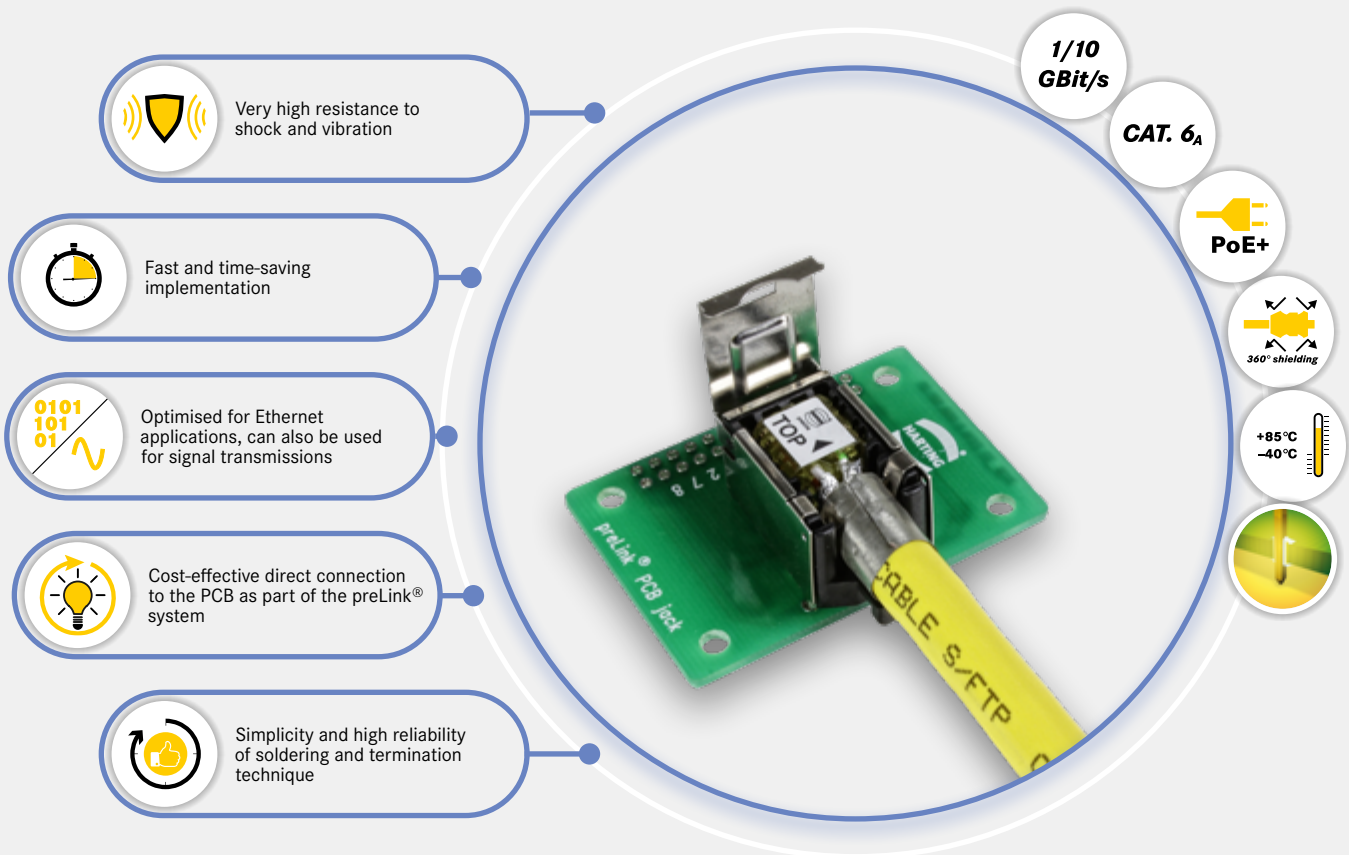 Very high resistance to
shock and vibration
Fast and time-saving
implementation
0101
101
01
Optimised for Ethernet
applications, can also be used
for signal transmissions
Cost-effective direct connection
to the PCB as part of the preLink®
system
Simplicity and high reliability
of soldering and termination
technique
1/10
GBit/s
CAT. 6A
PoE+
360° shielding
+85°C
–40°C
TOP
HARTING
2 7 8
preLink® PCB jack
CABLE S/FTP